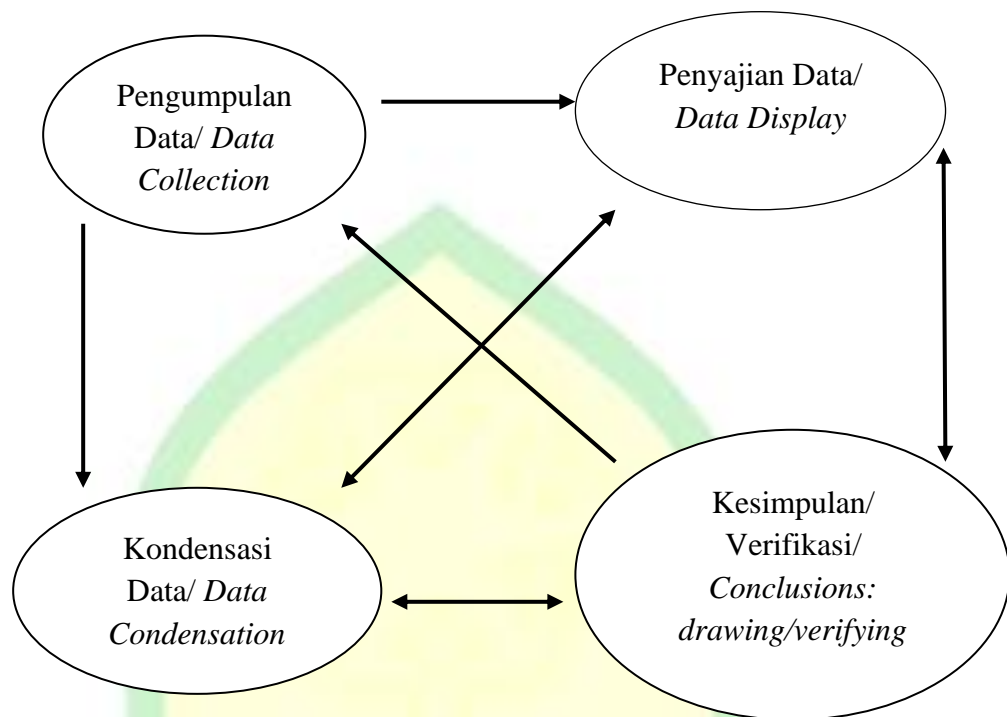 Pengumpulan
Data/ Data
Collection
Penyajian Data/
Data Display
Kondensasi
Data/ Data
Condensation
Kesimpulan/
Verifikasi/
Conclusions:
drawing/verifying